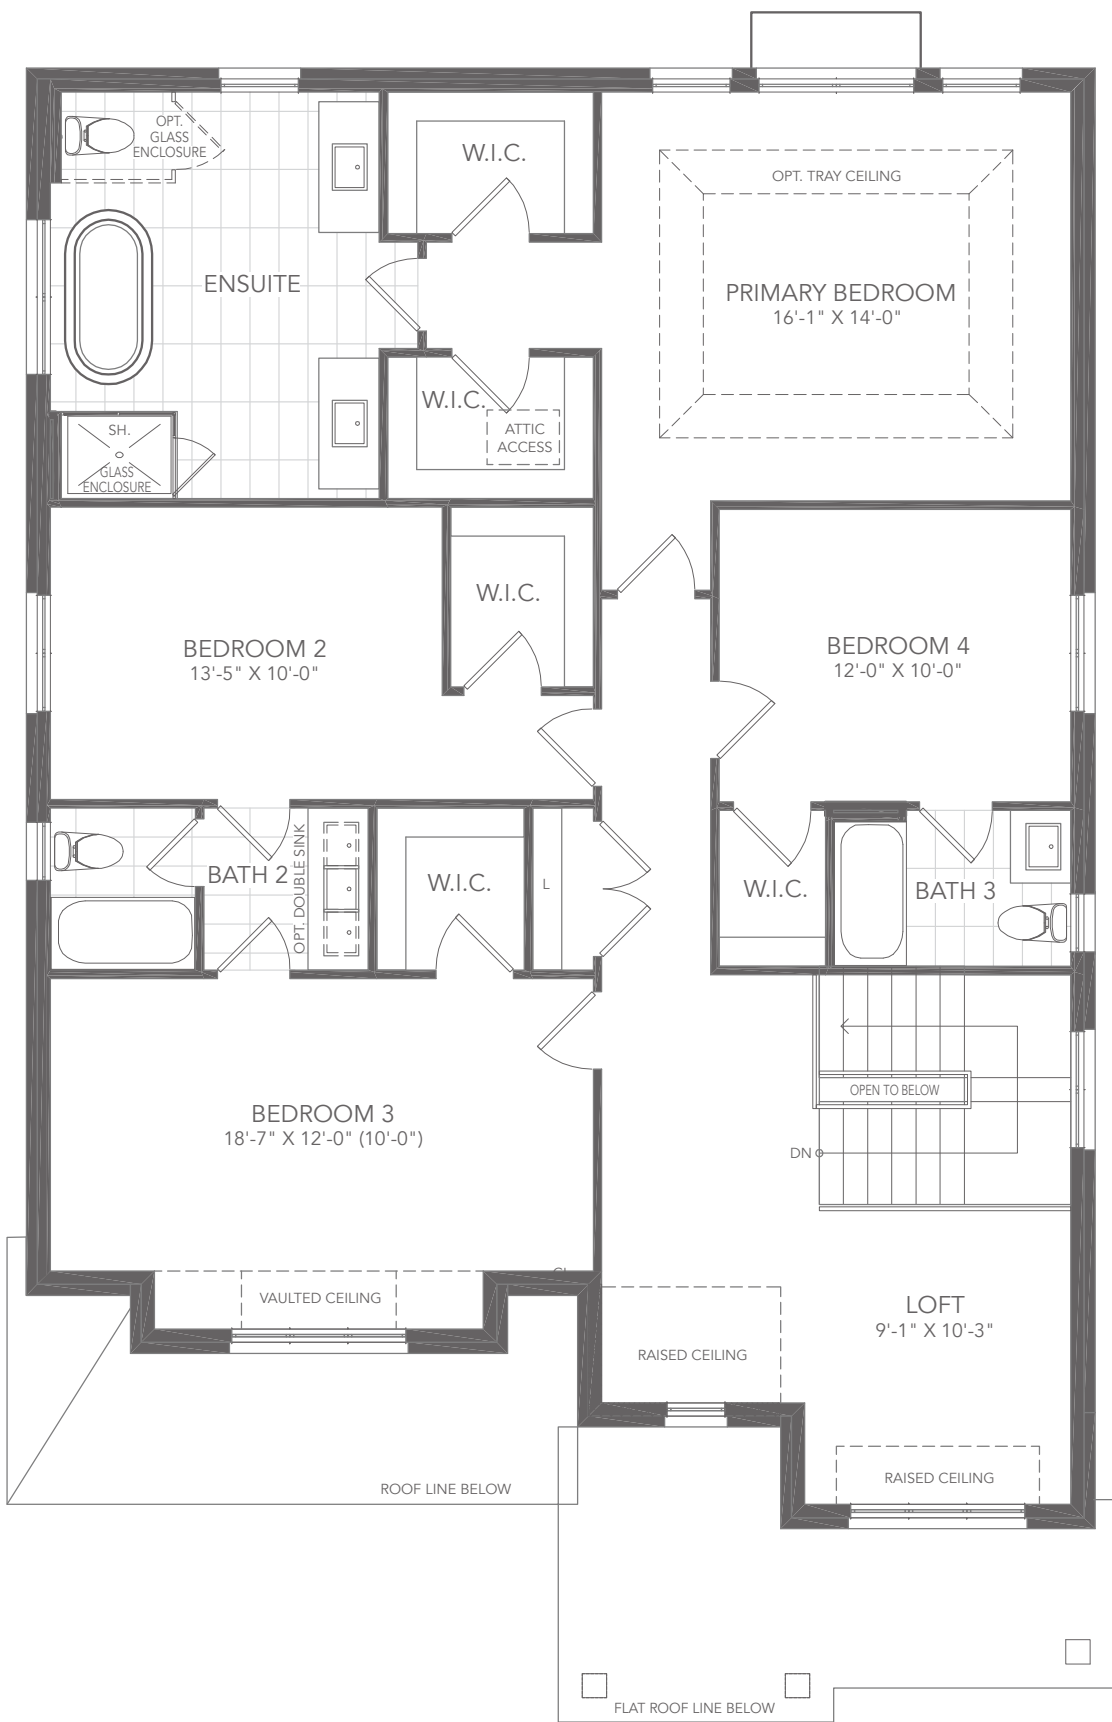 OPT.
GLASS
ENCLOSURE
W.I.C.
OPT. TRAY CEILING
ENSUITE
PRIMARY BEDROOM
16'-1" X 14'-0"
W.I.C.
ATTIC
ACCESS
SH.
GLASS
ENCLOSURE
W.I.C.
BEDROOM 2
13'-5" X 10'-0"
BEDROOM 4
12'-0" X 10'-0"
BATH 2
OPT. DOUBLE SINK
W.I.C.
L
W.I.C.
BATH 3
OPEN TO BELOW
DN
BEDROOM 3
18'-7" X 12'-0" (10'-0")
VAULTED CEILING
LOFT
9'-1" X 10'-3"
RAISED CEILING
RAISED CEILING
ROOF LINE BELOW
FLAT ROOF LINE BELOW